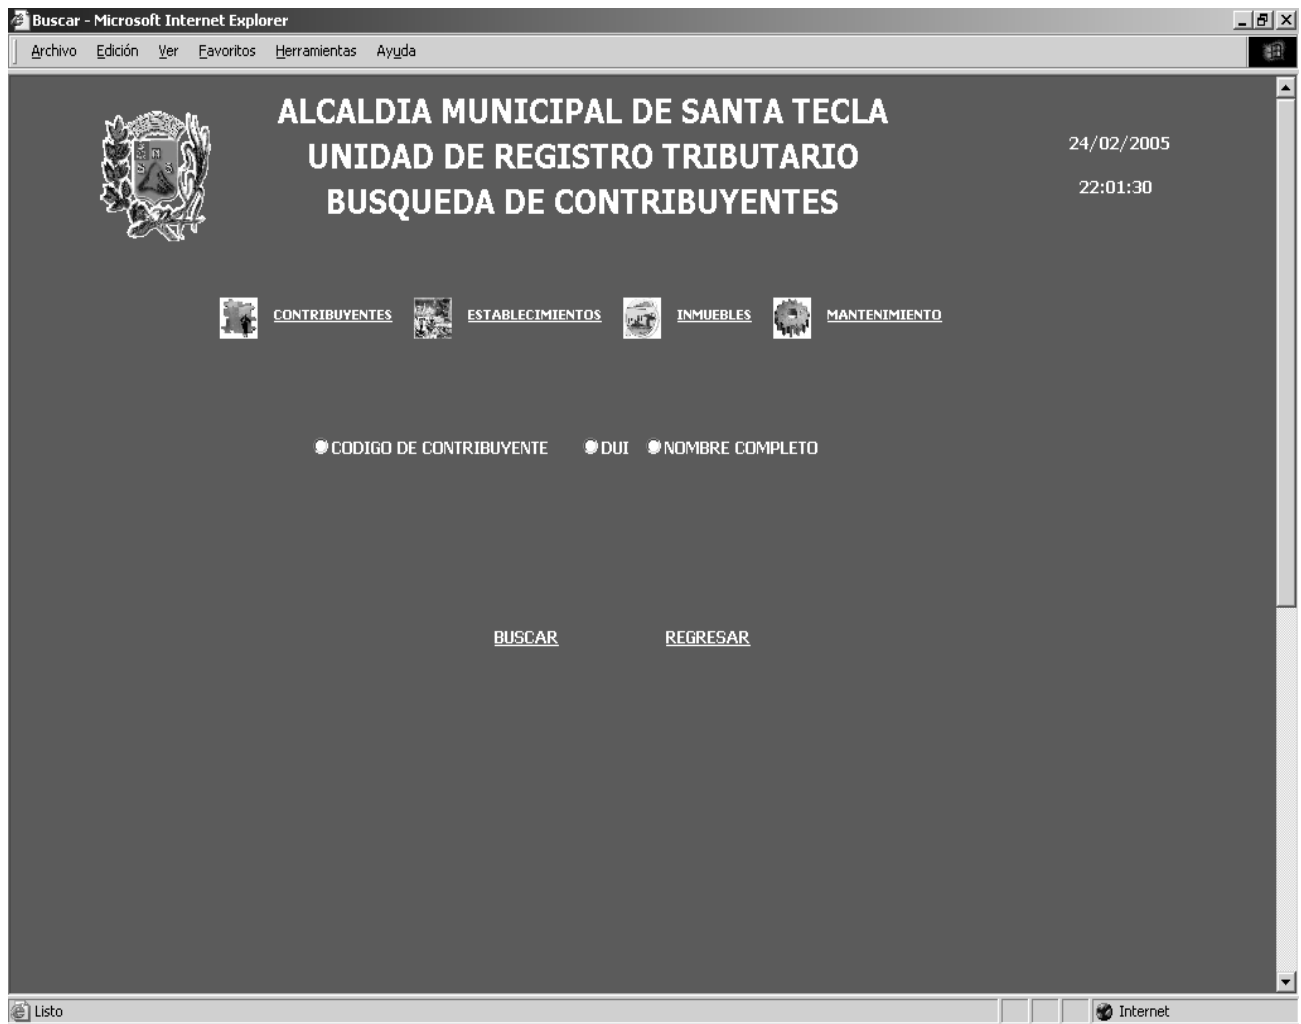 Buscar - Microsoft Internet Explorer
Archivo Edición Ver Favoritos Herramientas Ayuda
ALCALDIA MUNICIPAL DE SANTA TECLA
UNIDAD DE REGISTRO TRIBUTARIO
BUSQUEDA DE CONTRIBUYENTES
24/02/2005
22:01:30
CONTRIBUYENTES ESTABLECIMIENTOS INMUEBLES MANTENIMIENTO
CODIGO DE CONTRIBUYENTE DUI NOMBRE COMPLETO
BUSCAR REGRESAR
Listo Internet